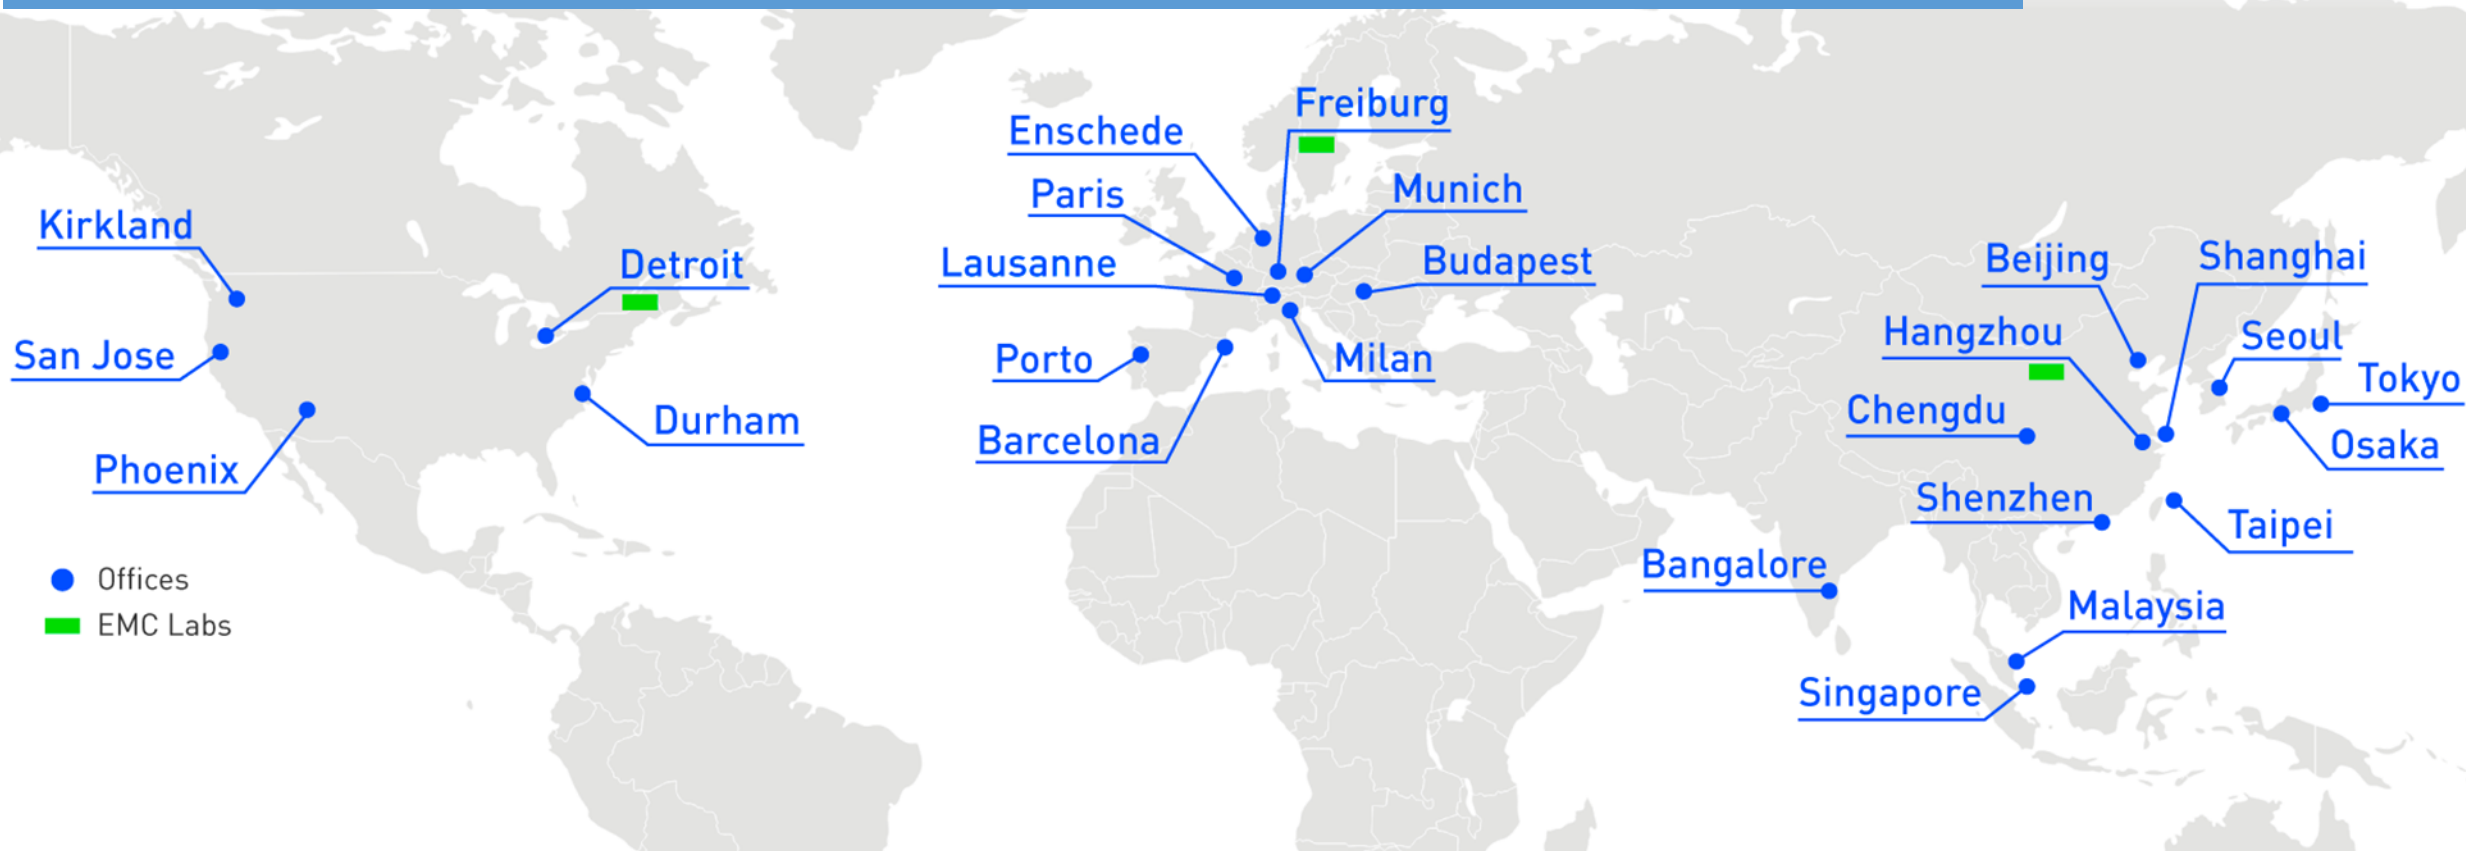 Kirkland
San Jose
Phoenix
Detroit
Durham
Offices
EMC Labs
Freiburg
Enschede
Paris
Munich
Lausanne
Budapest
Porto
Milan
Barcelona
Beijing
Shanghai
Hangzhou
Seoul
Tokyo
Chengdu
Osaka
Shenzhen
Taipei
Bangalore
Malaysia
Singapore